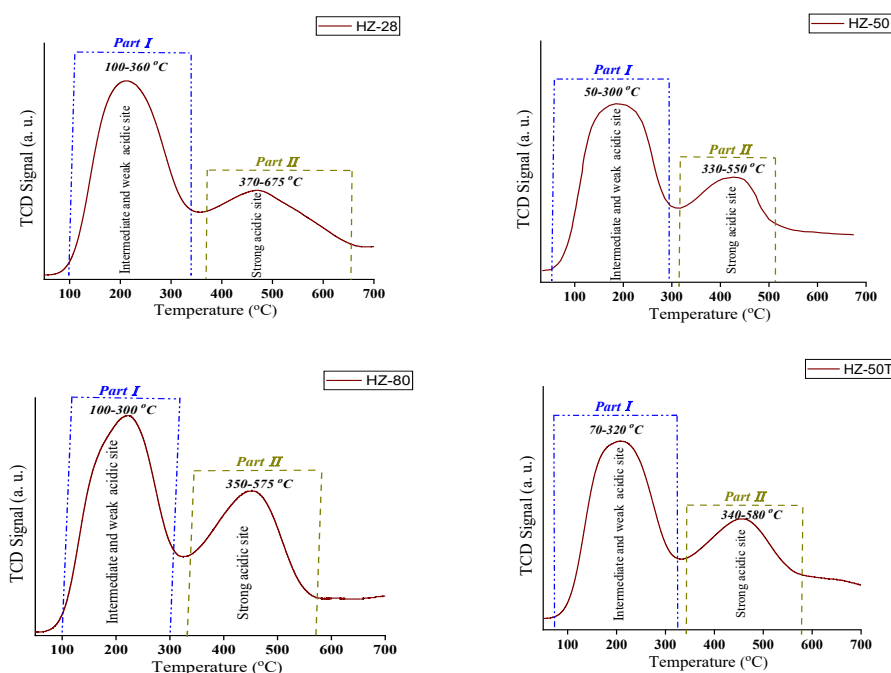 HZ-28
Part I
100-360 °C
Part II
370-675 °C
Intermediate and weak acidic site
Strong acidic site
TCD Signal (a. u.)
100 200 300 400 500 600 700
Temperature (°C)
HZ-50
Part I
50-300 °C
Part II
330-550 °C
Intermediate and weak acidic site
Strong acidic site
TCD Signal (a. u.)
100 200 300 400 500 600 700
Temperature (°C)
HZ-80
Part I
100-300 °C
Part II
350-575 °C
Intermediate and weak acidic site
Strong acidic site
TCD Signal (a. u.)
100 200 300 400 500 600 700
Temperature (°C)
HZ-50T
Part I
70-320 °C
Part II
340-580 °C
Intermediate and weak acidic site
Strong acidic site
TCD Signal (a. u.)
100 200 300 400 500 600 700
Temperature (°C)